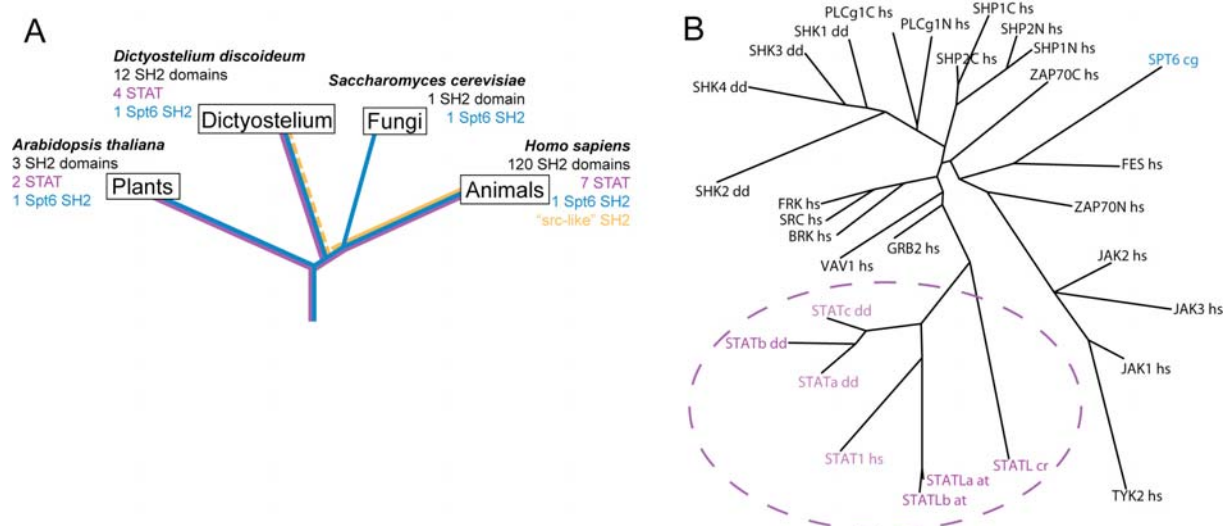 A
Dictyostelium discoideum
12 SH2 domains
4 STAT
1 Spt6 SH2
Dictyostelium
Saccharomyces cerevisiae
1 SH2 domain
1 Spt6 SH2
Fungi
Arabidopsis thaliana
3 SH2 domains
2 STAT
1 Spt6 SH2
Plants
Homo sapiens
120 SH2 domains
7 STAT
1 Spt6 SH2
"src-like" SH2
Animals
B
PLCg1C hs
SHP1C hs
SHK1 dd
PLCg1N hs
SHP2N hs
SHK3 dd
SHP1N hs
SHP2C hs
SPT6 cg
ZAP70C hs
SHK4 dd
FES hs
SHK2 dd
FRK hs
ZAP70N hs
SRC hs
BRK hs
GRB2 hs
VAV1 hs
JAK2 hs
JAK3 hs
STATc dd
STATb dd
JAK1 hs
STATa dd
STAT1 hs
STATL cr
STATLa at
STATLb at
TYK2 hs